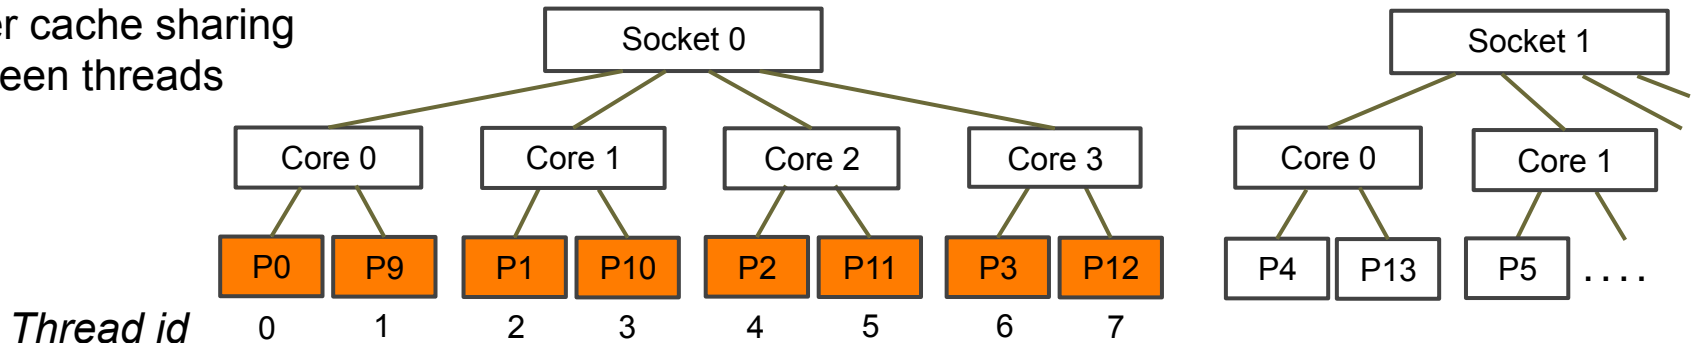 er cache sharing
een threads
Socket 0
Socket 1
Core 0
Core 1
Core 2
Core 3
Core 0
Core 1
P0
P9
P1
P10
P2
P11
P3
P12
P4
P13
P5
....
Thread id
0
1
2
3
4
5
6
7